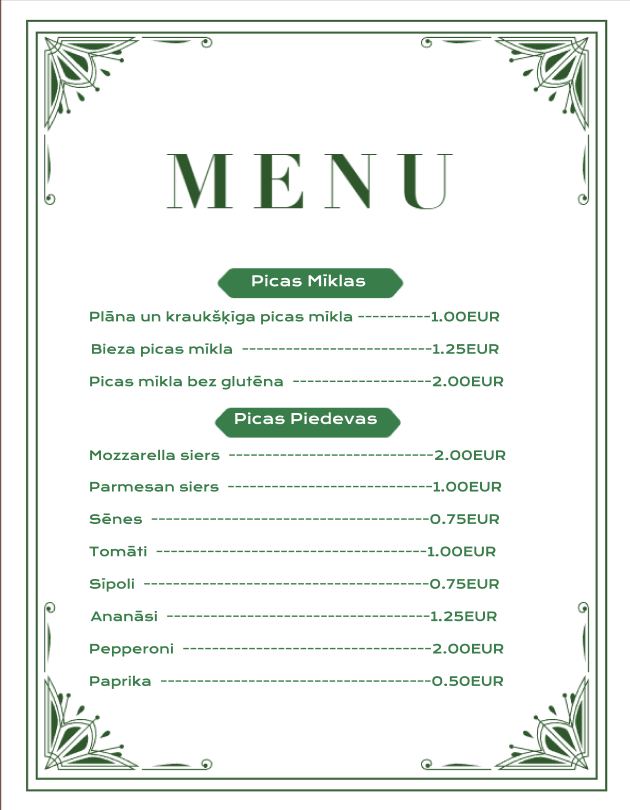 MENU
Picas Mīklas
Plāna un kraukšķīga picas mīkla ----------1.00EUR
Bieza picas mīkla --------------------------1.25EUR
Picas mīkla bez glutēna -------------------2.00EUR
Picas Piedevas
Mozzarella siers ----------------------------2.00EUR
Parmesan siers ----------------------------1.00EUR
Sēnes --------------------------------------0.75EUR
Tomāti -------------------------------------1.00EUR
Sīpoli ---------------------------------------0.75EUR
Ananāsi ------------------------------------1.25EUR
Pepperoni ----------------------------------2.00EUR
Paprika -------------------------------------0.50EUR